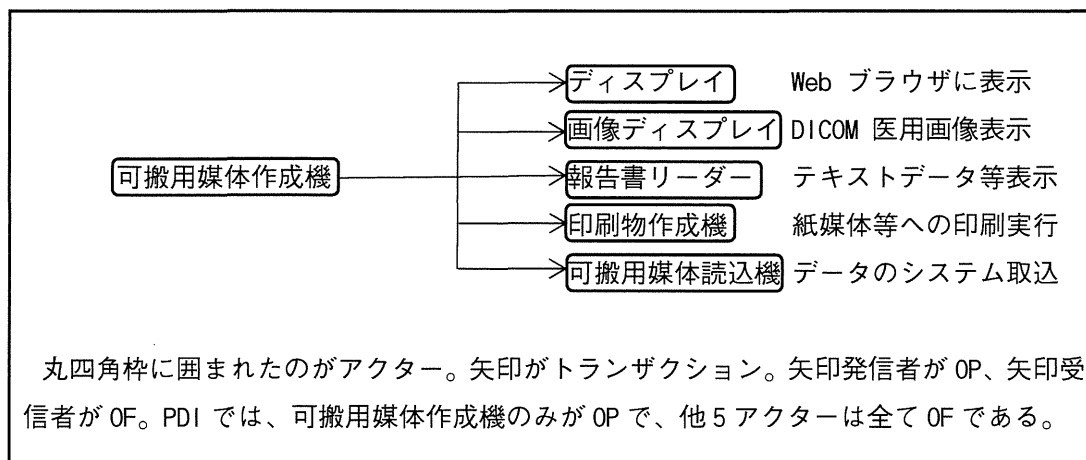 ディスプレイ Web ブラウザに表示
画像ディスプレイ DICOM 医用画像表示
可搬用媒体作成機 報告書リーダー テキストデータ等表示
印刷物作成機 紙媒体等への印刷実行
可搬用媒体読込機 データのシステム取込
丸四角枠に囲まれたのがアクター。矢印がトランザクション。矢印発信者が OP、矢印受
信者が OF。PDI では、可搬用媒体作成機のみが OP で、他 5 アクターは全て OF である。